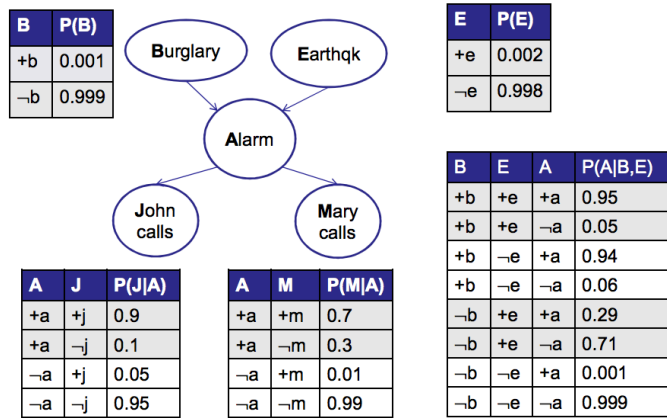 B P(B)
+b 0.001
¬b 0.999
Burglary
Earthqk
E P(E)
+e 0.002
¬e 0.998
Alarm
John
calls
Mary
calls
B E A P(A|B,E)
+b +e +a 0.95
+b +e ¬a 0.05
+b ¬e +a 0.94
+b ¬e ¬a 0.06
¬b +e +a 0.29
¬b +e ¬a 0.71
¬b ¬e +a 0.001
¬b ¬e ¬a 0.999
A J P(J|A)
+a +j 0.9
+a ¬j 0.1
¬a +j 0.05
¬a ¬j 0.95
A M P(M|A)
+a +m 0.7
+a ¬m 0.3
¬a +m 0.01
¬a ¬m 0.99